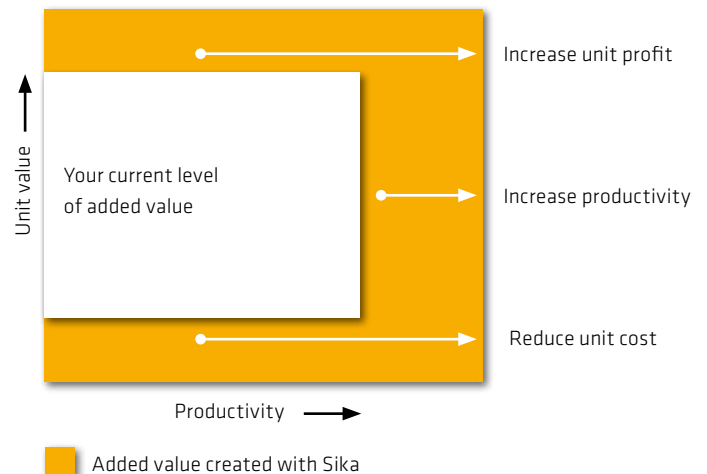 Increase unit profit
Unit value
Your current level
of added value
Increase productivity
Reduce unit cost
Productivity
Added value created with Sika